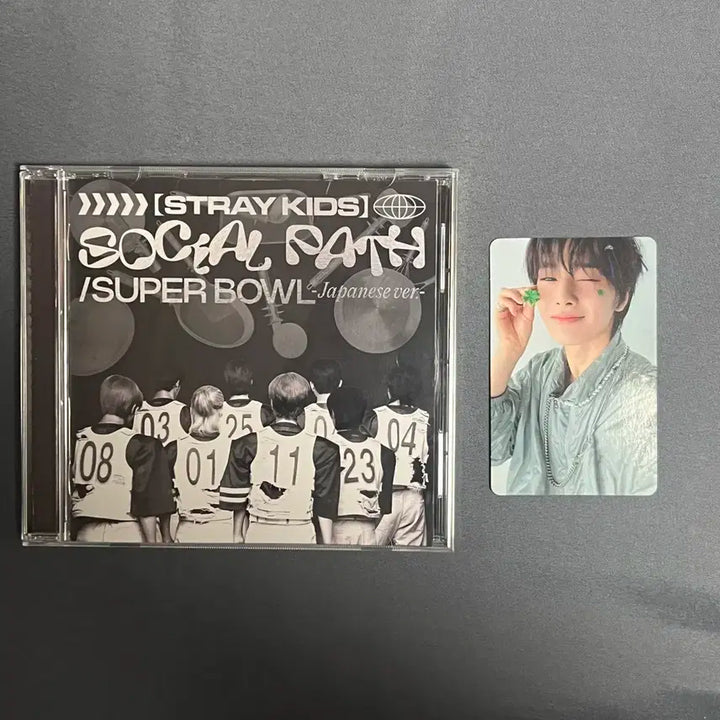 [STRAY KIDS]
SOCIAL PATH
/SUPER BOWL -Japanese ver.-
03 25
08 01 11 23 04